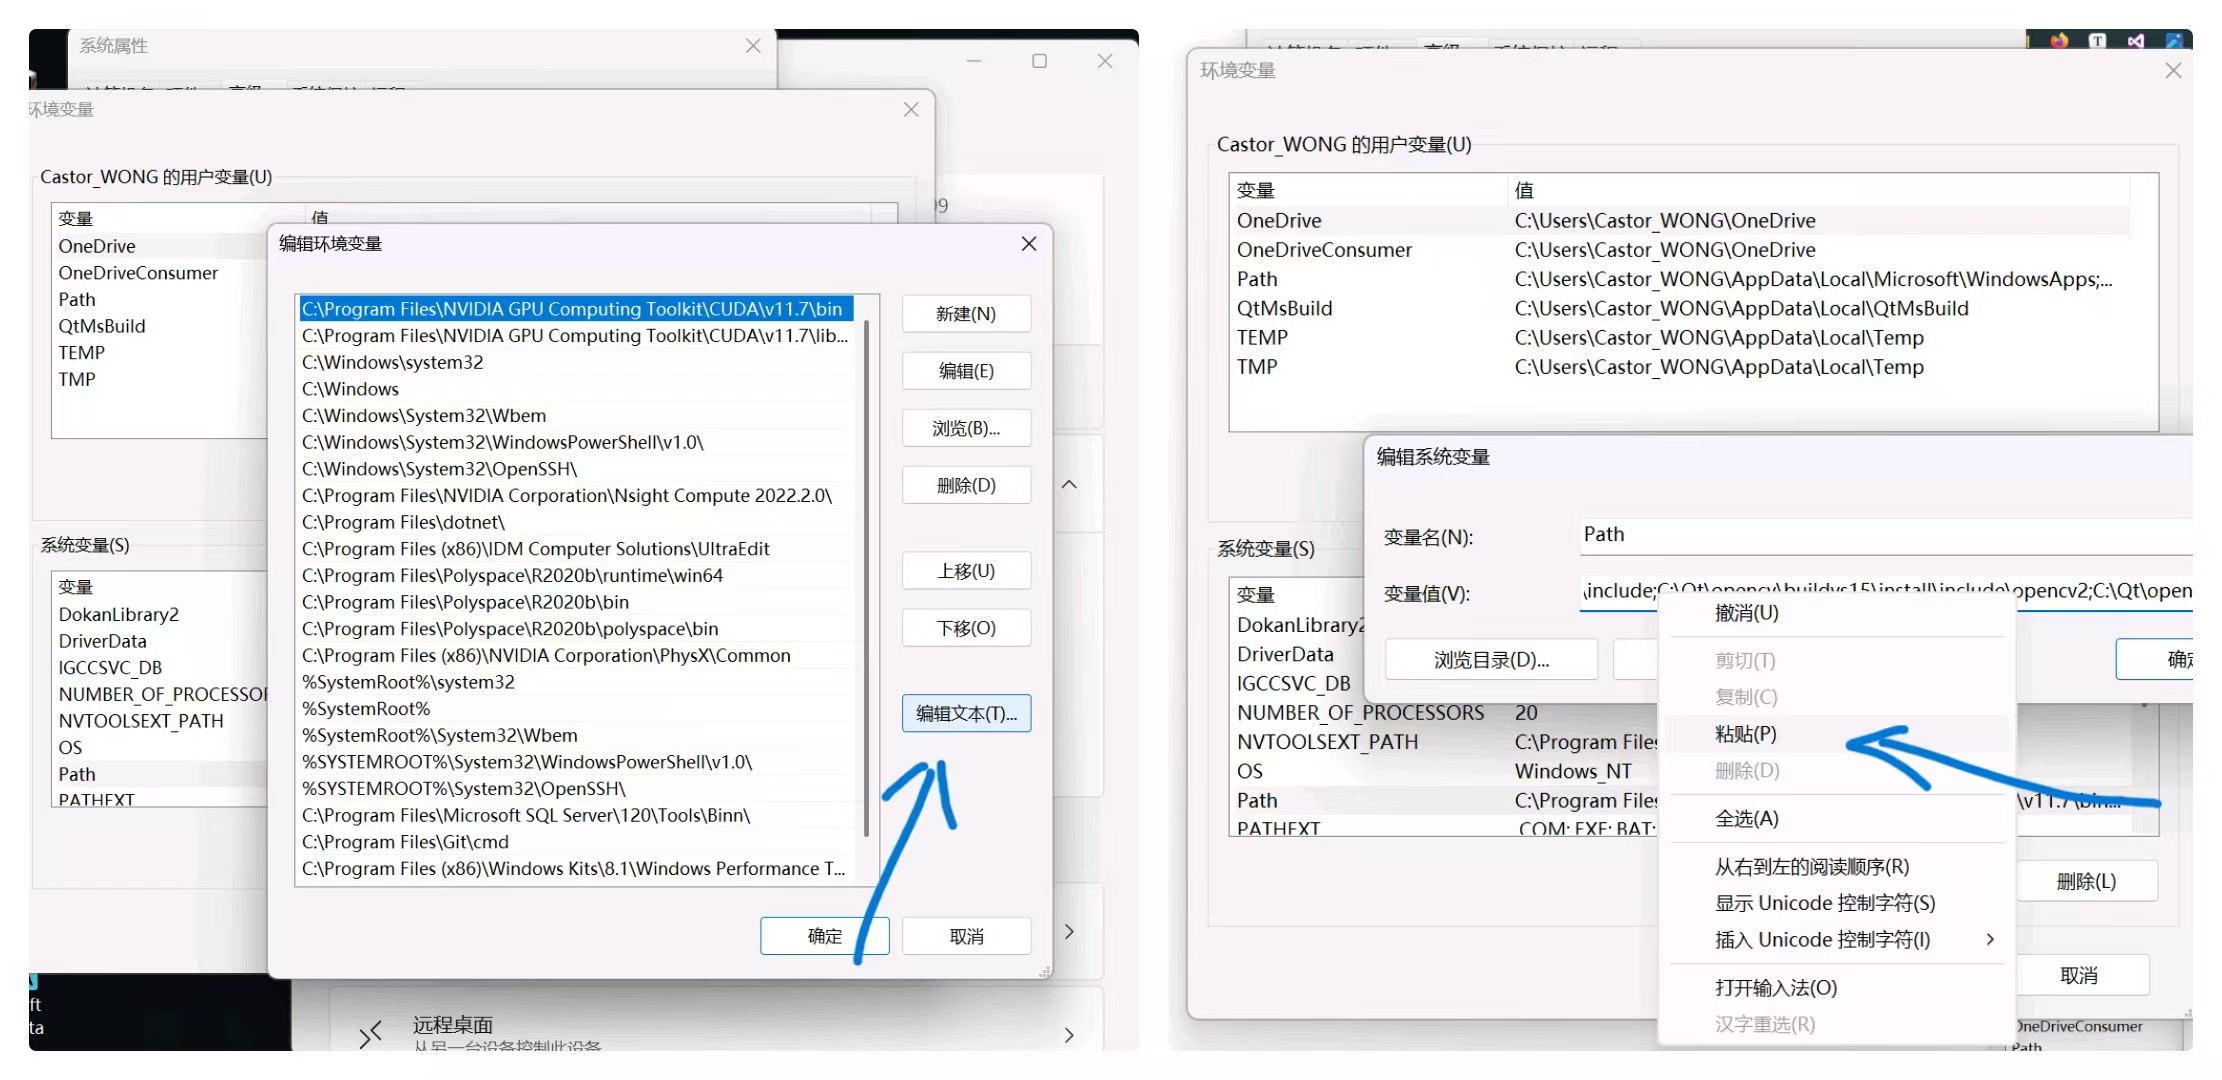 系统属性
环境变量
Castor_WONG 的用户变量(U)
变量
值
OneDrive
OneDriveConsumer
Path
QtMsBuild
TEMP
TMP
编辑环境变量
C:\Program Files\NVIDIA GPU Computing Toolkit\CUDA\v11.7\bin
C:\Program Files\NVIDIA GPU Computing Toolkit\CUDA\v11.7\lib...
C:\Windows\system32
C:\Windows
C:\Windows\System32\Wbem
C:\Windows\System32\WindowsPowerShell\v1.0\
C:\Windows\System32\OpenSSH\
C:\Program Files\NVIDIA Corporation\Nsight Compute 2022.2.0\
C:\Program Files\dotnet\
C:\Program Files (x86)\IDM Computer Solutions\UltraEdit
C:\Program Files\Polyspace\R2020b\runtime\win64
C:\Program Files\Polyspace\R2020b\bin
C:\Program Files\Polyspace\R2020b\polyspace\bin
C:\Program Files (x86)\NVIDIA Corporation\PhysX\Common
%SystemRoot%\system32
%SystemRoot%
%SystemRoot%\System32\Wbem
%SYSTEMROOT%\System32\WindowsPowerShell\v1.0\
%SYSTEMROOT%\System32\OpenSSH\
C:\Program Files\Microsoft SQL Server\120\Tools\Binn\
C:\Program Files\Git\cmd
C:\Program Files (x86)\Windows Kits\8.1\Windows Performance T...
新建(N)
编辑(E)
浏览(B)...
删除(D)
上移(U)
下移(O)
编辑文本(T)...
确定
取消
系统变量(S)
变量
DokanLibrary2
DriverData
IGCCSVC_DB
NUMBER_OF_PROCESSOR
NVTOOLSEXT_PATH
OS
Path
PATHEXT
ft
ta
远程桌面
从另一台设备控制此设备
环境变量
Castor_WONG 的用户变量(U)
变量 值
OneDrive C:\Users\Castor_WONG\OneDrive
OneDriveConsumer C:\Users\Castor_WONG\OneDrive
Path C:\Users\Castor_WONG\AppData\Local\Microsoft\WindowsApps;...
QtMsBuild C:\Users\Castor_WONG\AppData\Local\QtMsBuild
TEMP C:\Users\Castor_WONG\AppData\Local\Temp
TMP C:\Users\Castor_WONG\AppData\Local\Temp
编辑系统变量
变量名(N): Path
变量值(V): \include;C:\Qt\opencv\buildvs15\install\include\opencv2;C:\Qt\open
浏览目录(D)...
确定
系统变量(S)
变量
DokanLibrary2
DriverData
IGCCSVC_DB
NUMBER_OF_PROCESSORS 20
NVTOOLSEXT_PATH C:\Program Files
OS Windows_NT
Path C:\Program Files \v11.7\bin...
PATHEXT .COM;.EXE;.BAT;
撤消(U)
剪切(T)
复制(C)
粘贴(P)
删除(D)
全选(A)
从右到左的阅读顺序(R)
显示 Unicode 控制字符(S)
插入 Unicode 控制字符(I)
打开输入法(O)
汉字重选(R)
删除(L)
取消
OneDriveConsumer
Path